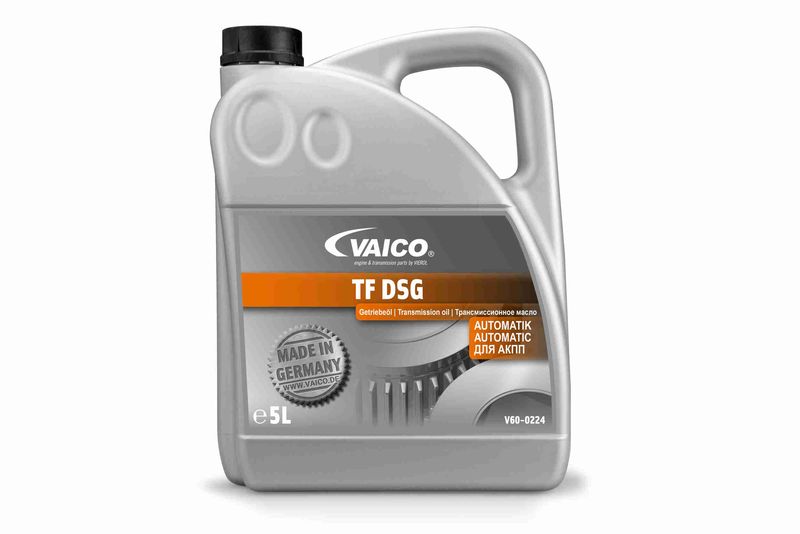 VAICO®
engine & transmission parts by VIEROL
TF DSG
Getriebeöl | Transmission oil | Трансмиссионное масло
AUTOMATIK
AUTOMATIC
ДЛЯ АКПП
MADE IN
GERMANY
WWW.VAICO.DE
℮5L
V60-0224